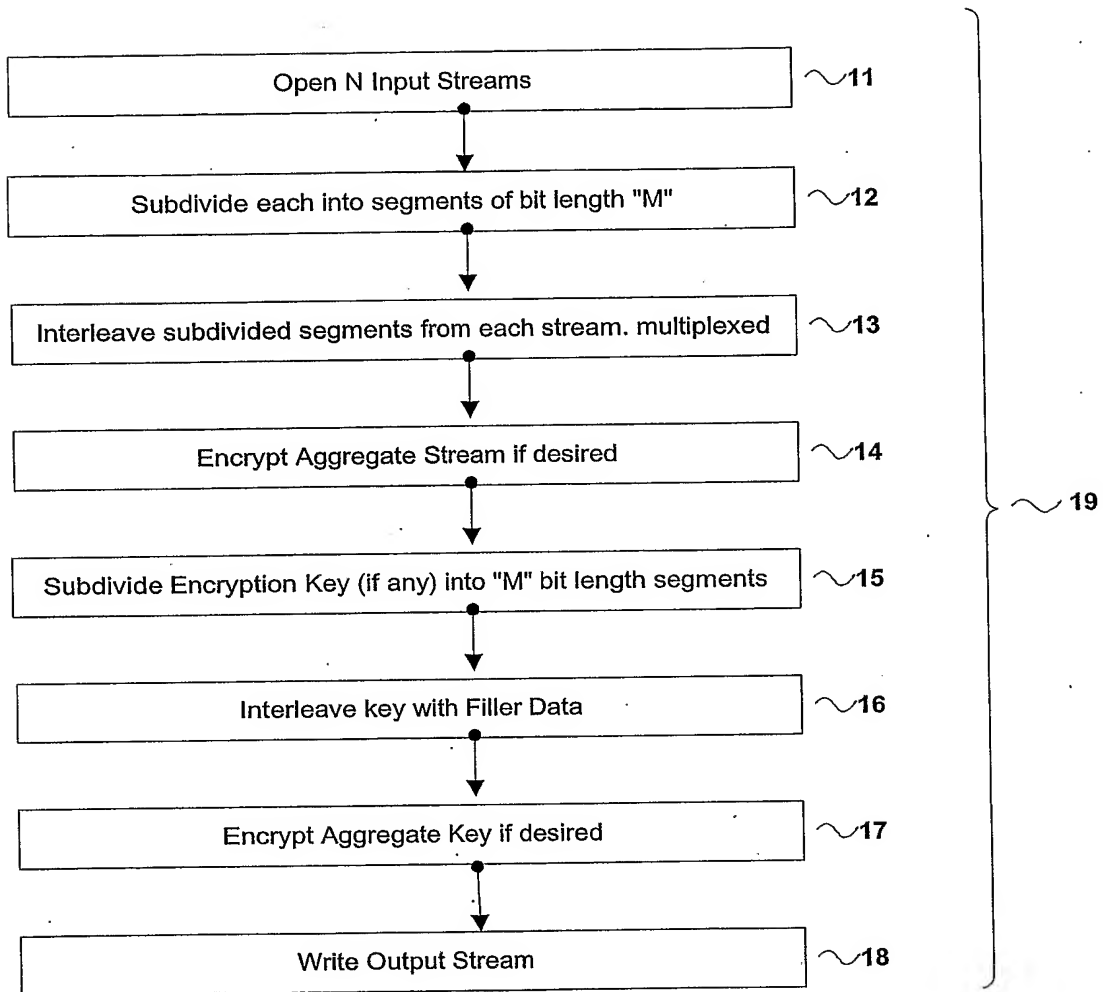 Open N Input Streams
11
Subdivide each into segments of bit length "M"
12
Interleave subdivided segments from each stream. multiplexed
13
Encrypt Aggregate Stream if desired
14
Subdivide Encryption Key (if any) into "M" bit length segments
15
Interleave key with Filler Data
16
Encrypt Aggregate Key if desired
17
Write Output Stream
18
19